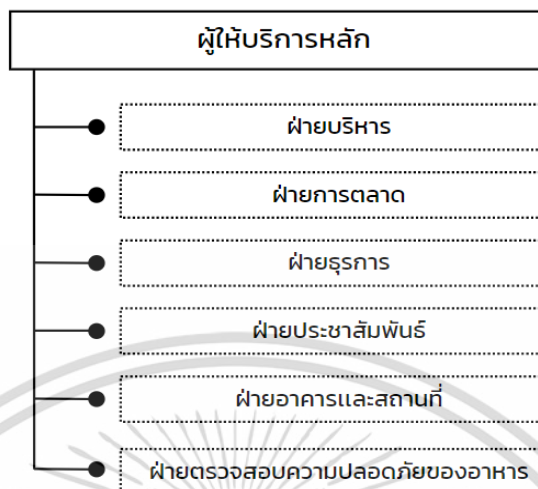 ผู้ให้บริการหลัก
ฝ่ายบริหาร
ฝ่ายการตลาด
ฝ่ายธุรการ
ฝ่ายประชาสัมพันธ์
ฝ่ายอาคารและสถานที่
ฝ่ายตรวจสอบความปลอดภัยของอาหาร